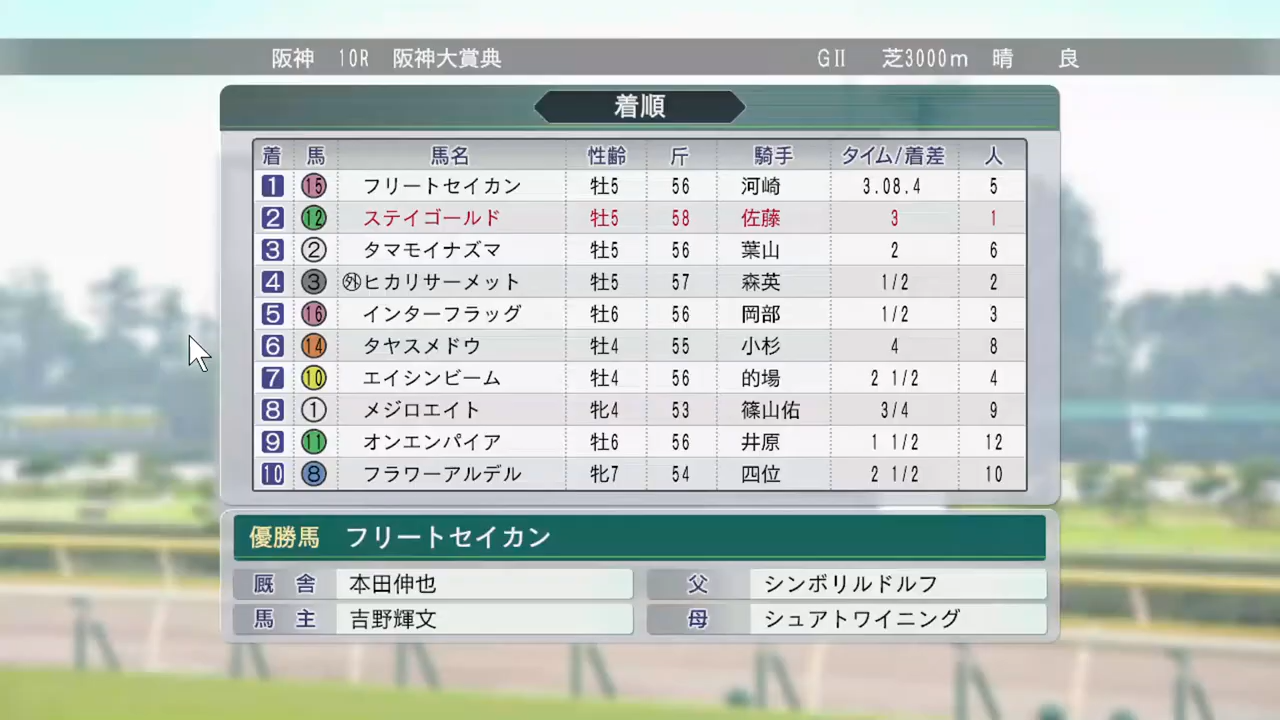 阪神 10R 阪神大賞典 GII 芝3000m 晴 良
着順
着 馬 馬名 性齢 斤 騎手 タイム/着差 人
1 15 フリートセイカン 牡5 56 河崎 3.08.4 5
2 12 ステイゴールド 牡5 58 佐藤 3 1
3 2 タマモイナズマ 牡5 56 葉山 2 6
4 3 外 ヒカリサーメット 牡5 57 森英 1/2 2
5 16 インターフラッグ 牡6 56 岡部 1/2 3
6 14 タヤスメドウ 牡4 55 小杉 4 8
7 10 エイシンビーム 牡4 56 的場 2 1/2 4
8 1 メジロエイト 牝4 53 篠山佑 3/4 9
9 11 オンエンパイア 牡6 56 井原 1 1/2 12
10 8 フラワーアルデル 牝7 54 四位 2 1/2 10
優勝馬 フリートセイカン
厩舎 本田伸也 父 シンボリルドルフ
馬主 吉野輝文 母 シュアトワイニング